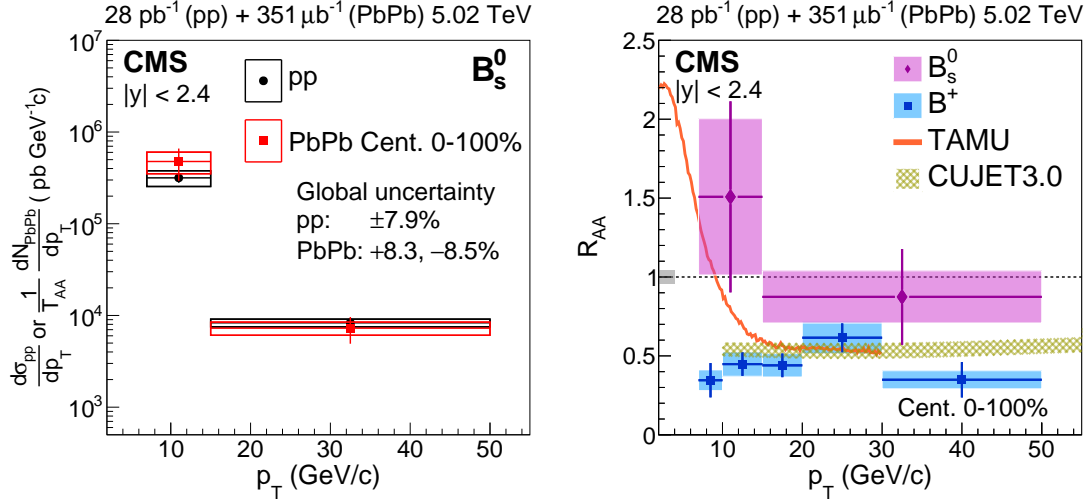 28 pb⁻¹ (pp) + 351 μb⁻¹ (PbPb) 5.02 TeV
CMS
|y| < 2.4
B⁰ₛ
pp
PbPb Cent. 0-100%
Global uncertainty
pp: ±7.9%
PbPb: +8.3, −8.5%
dσ_pp/dp_T or 1/T_AA dN_PbPb/dp_T ( pb GeV⁻¹c)
10⁷
10⁶
10⁵
10⁴
10³
10 20 30 40 50
p_T (GeV/c)
28 pb⁻¹ (pp) + 351 μb⁻¹ (PbPb) 5.02 TeV
CMS
|y| < 2.4
B⁰ₛ
B⁺
TAMU
CUJET3.0
Cent. 0-100%
R_AA
2.5
2
1.5
1
0.5
0
0 10 20 30 40 50
p_T (GeV/c)